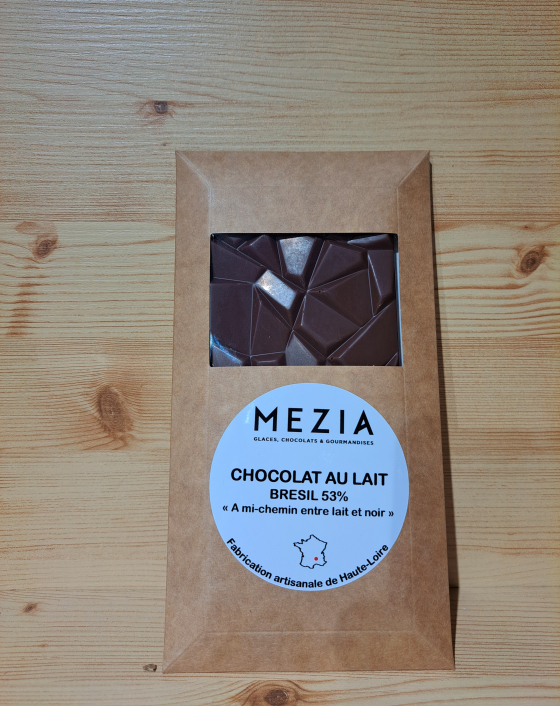 MEZIA
GLACES, CHOCOLATS & GOURMANDISES
CHOCOLAT AU LAIT
BRESIL 53%
« A mi-chemin entre lait et noir »
Fabrication artisanale de Haute-Loire